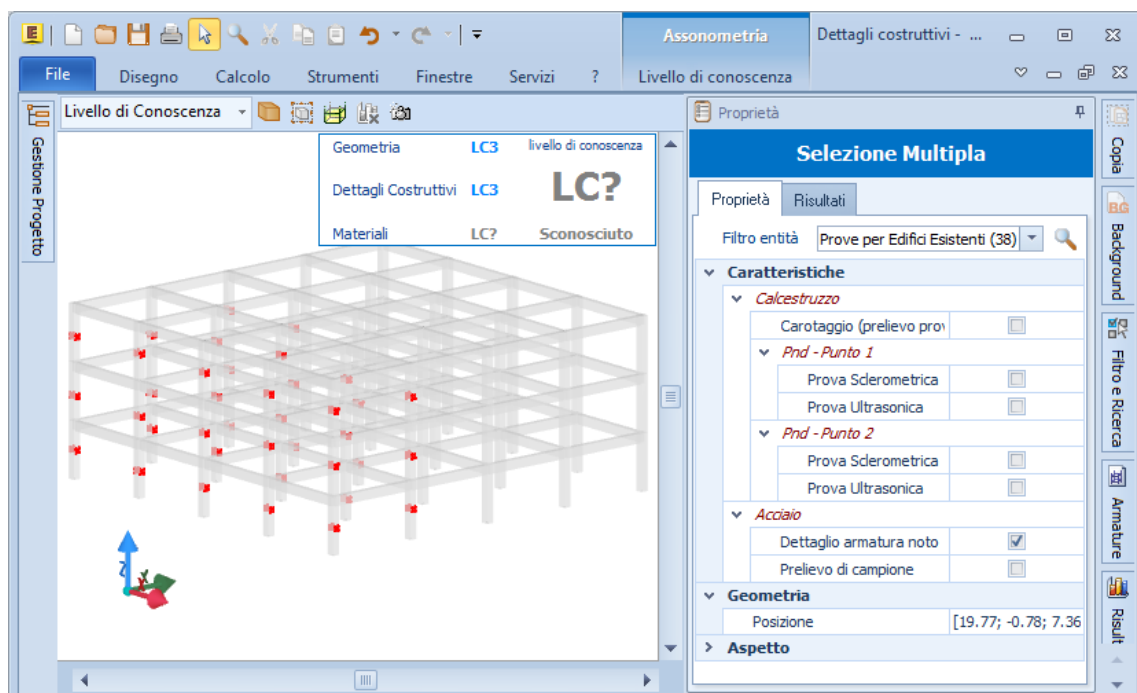 Assonometria
Dettagli costruttivi - ...
File
Disegno
Calcolo
Strumenti
Finestre
Servizi
?
Livello di conoscenza
Gestione Progetto
Livello di Conoscenza
Geometria LC3
livello di conoscenza
Dettagli Costruttivi LC3
LC?
Materiali LC?
Sconosciuto
Z
Y
X
Proprietà
Selezione Multipla
Proprietà
Risultati
Filtro entità Prove per Edifici Esistenti (38)
Caratteristiche
Calcestruzzo
Carotaggio (prelievo prov
Pnd - Punto 1
Prova Sclerometrica
Prova Ultrasonica
Pnd - Punto 2
Prova Sclerometrica
Prova Ultrasonica
Acciaio
Dettaglio armatura noto
Prelievo di campione
Geometria
Posizione [19.77; -0.78; 7.36
Aspetto
Copia
BG
Background
Filtro e Ricerca
Armature
Risult